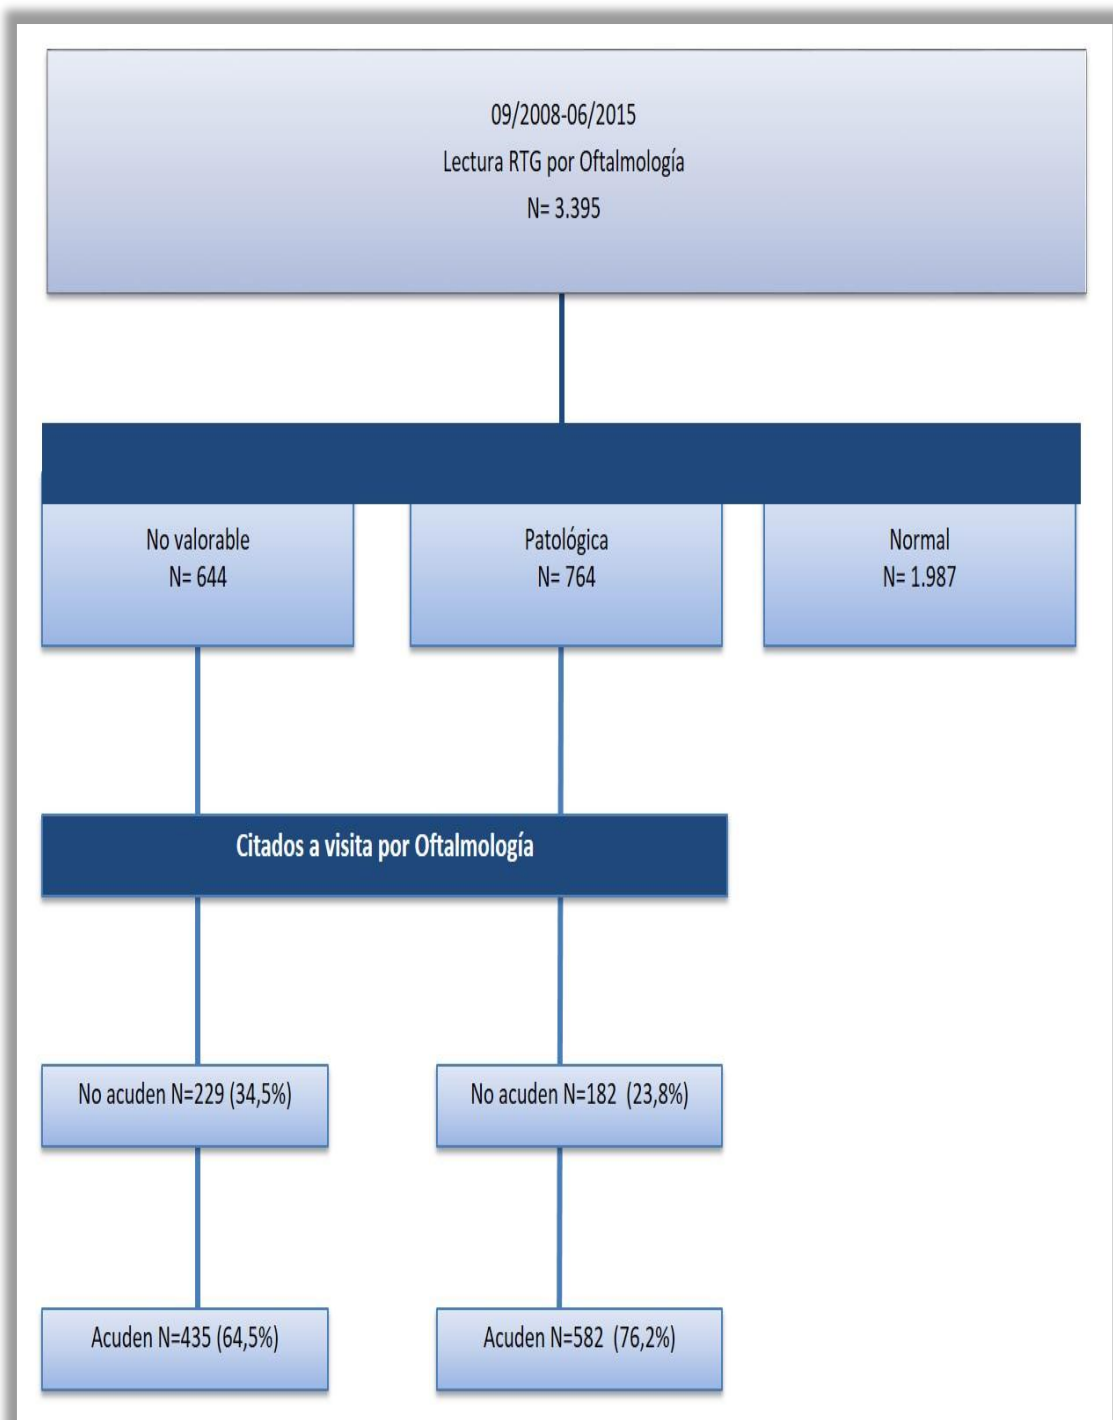 09/2008-06/2015
Lectura RTG por Oftalmología
N= 3.395
No valorable
N= 644
Patológica
N= 764
Normal
N= 1.987
Citados a visita por Oftalmología
No acuden N=229 (34,5%)
No acuden N=182 (23,8%)
Acuden N=435 (64,5%)
Acuden N=582 (76,2%)